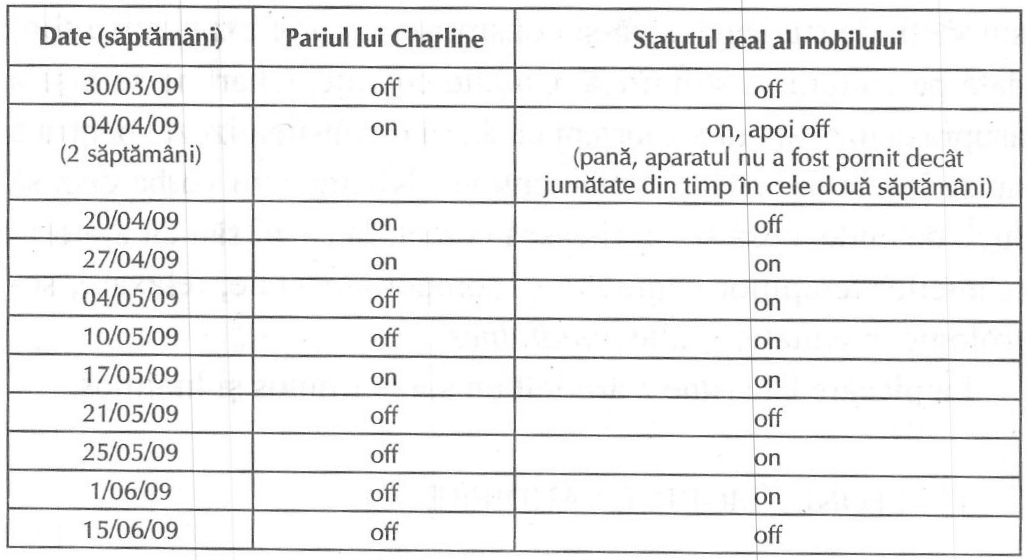 Date (săptămâni) Pariul lui Charline Statutul real al mobilului
30/03/09 off off
04/04/09 on on, apoi off
(2 săptămâni) (pană, aparatul nu a fost pornit decât
jumătate din timp în cele două săptămâni)
20/04/09 on off
27/04/09 on on
04/05/09 off on
10/05/09 off on
17/05/09 on on
21/05/09 off off
25/05/09 off on
1/06/09 off on
15/06/09 off off